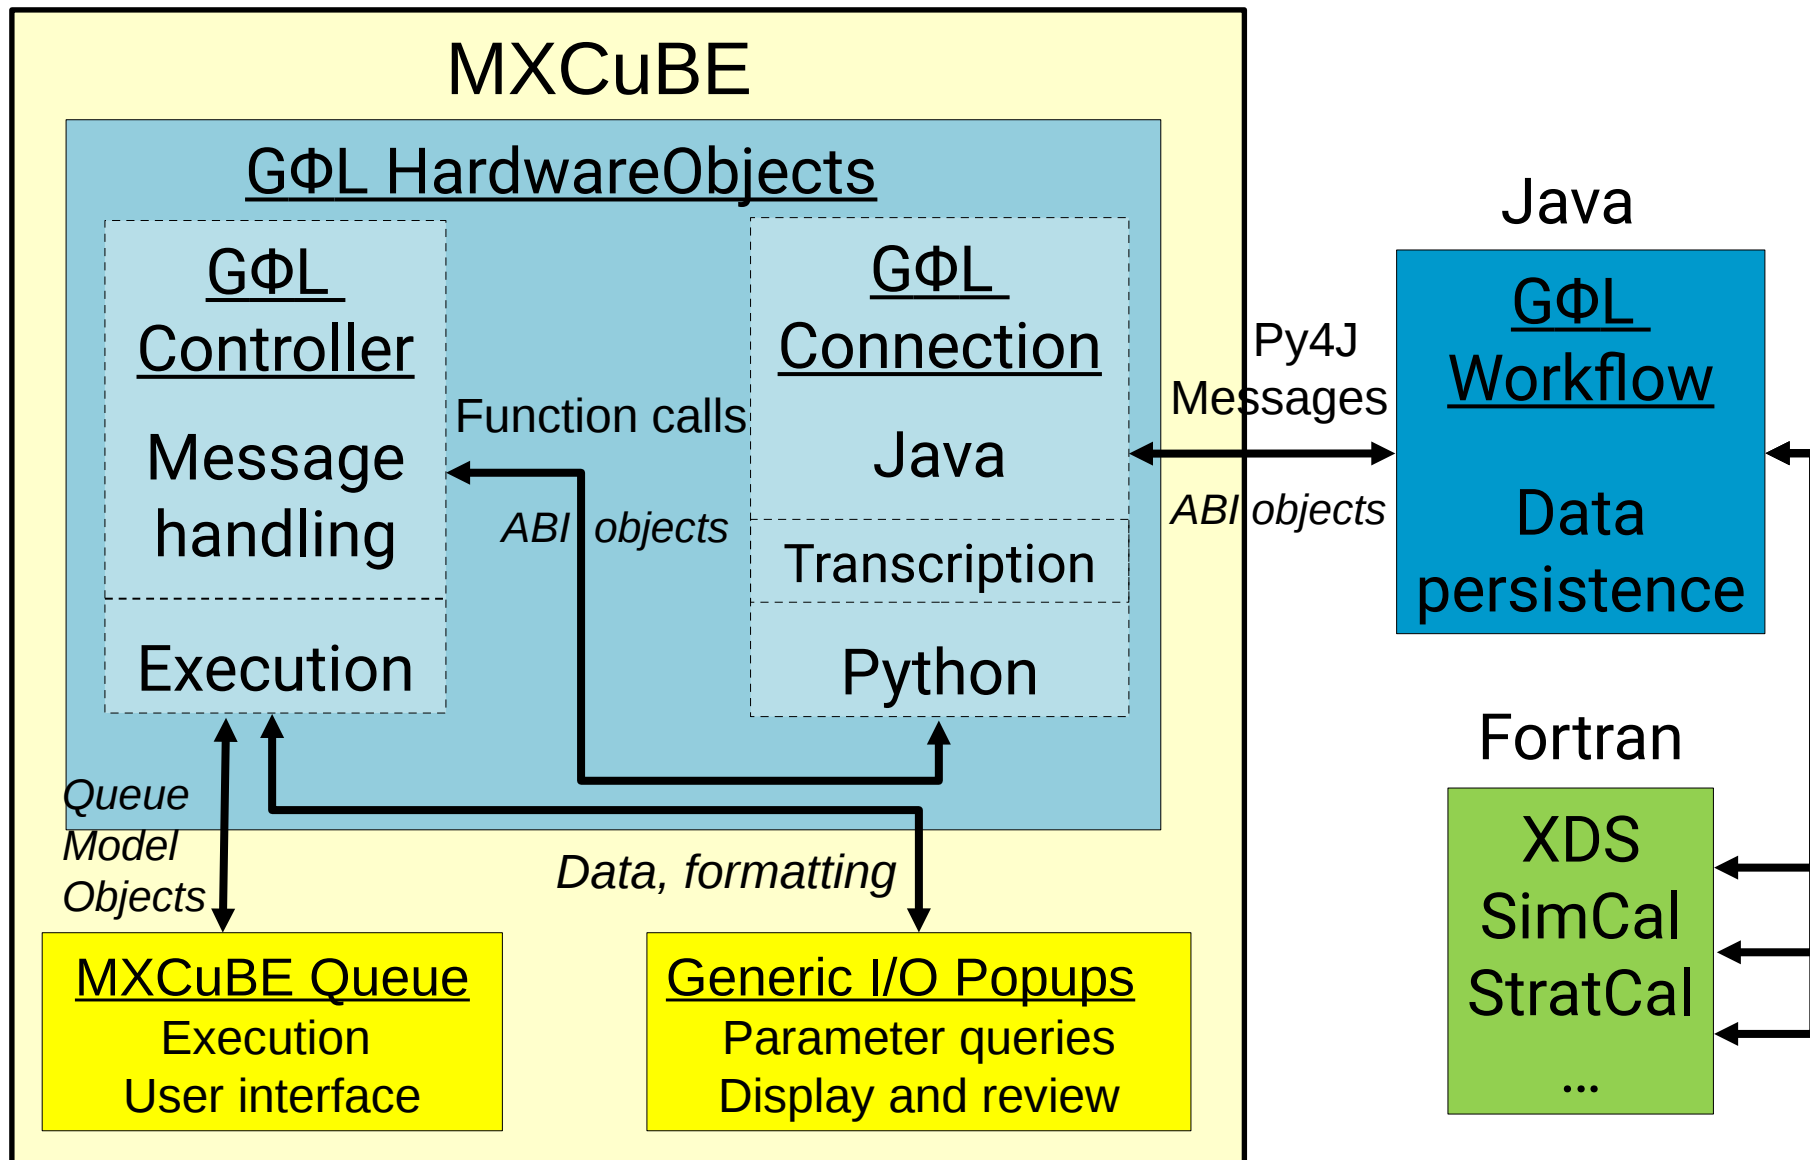 MXCuBE
GΦL HardwareObjects
GΦL
Controller
Message
handling
Execution
Function calls
ABI objects
GΦL
Connection
Java
Transcription
Python
Py4J
Messages
ABI objects
Java
GΦL
Workflow
Data
persistence
Fortran
XDS
SimCal
StratCal
...
Queue
Model
Objects
Data, formatting
MXCuBE Queue
Execution
User interface
Generic I/O Popups
Parameter queries
Display and review